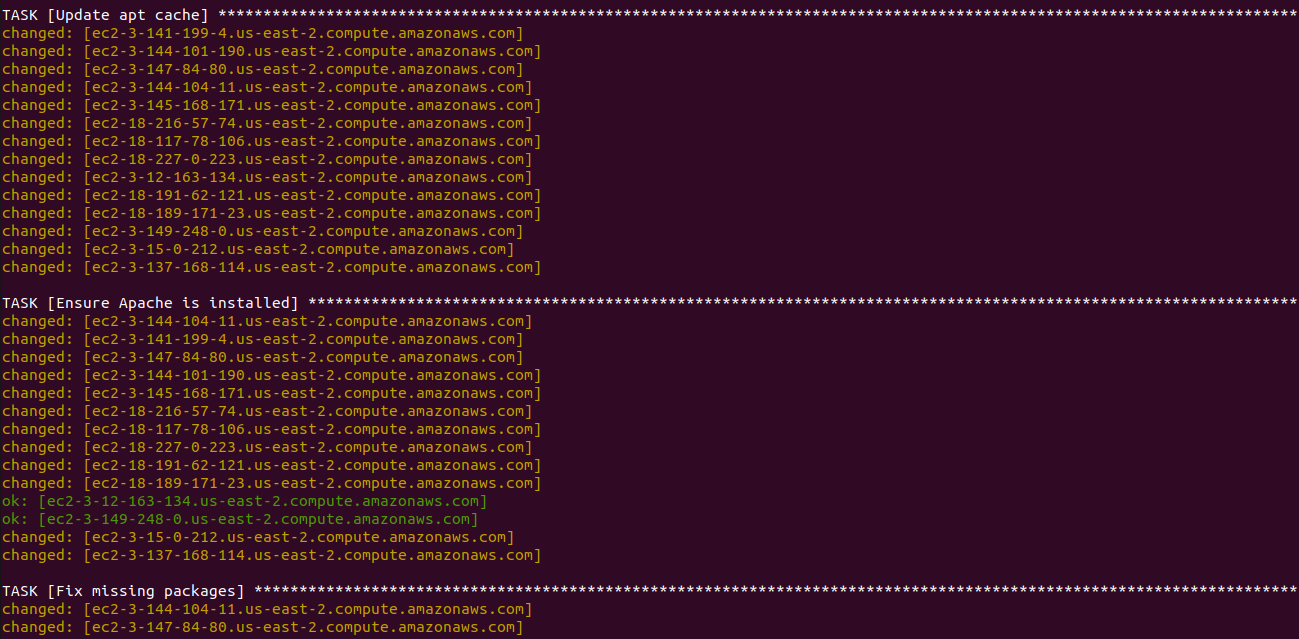 TASK [Update apt cache] ************************************************************************************************************************
changed: [ec2-3-141-199-4.us-east-2.compute.amazonaws.com]
changed: [ec2-3-144-101-190.us-east-2.compute.amazonaws.com]
changed: [ec2-3-147-84-80.us-east-2.compute.amazonaws.com]
changed: [ec2-3-144-104-11.us-east-2.compute.amazonaws.com]
changed: [ec2-3-145-168-171.us-east-2.compute.amazonaws.com]
changed: [ec2-18-216-57-74.us-east-2.compute.amazonaws.com]
changed: [ec2-18-117-78-106.us-east-2.compute.amazonaws.com]
changed: [ec2-18-227-0-223.us-east-2.compute.amazonaws.com]
changed: [ec2-3-12-163-134.us-east-2.compute.amazonaws.com]
changed: [ec2-18-191-62-121.us-east-2.compute.amazonaws.com]
changed: [ec2-18-189-171-23.us-east-2.compute.amazonaws.com]
changed: [ec2-3-149-248-0.us-east-2.compute.amazonaws.com]
changed: [ec2-3-15-0-212.us-east-2.compute.amazonaws.com]
changed: [ec2-3-137-168-114.us-east-2.compute.amazonaws.com]
TASK [Ensure Apache is installed] **************************************************************************************************************
changed: [ec2-3-144-104-11.us-east-2.compute.amazonaws.com]
changed: [ec2-3-141-199-4.us-east-2.compute.amazonaws.com]
changed: [ec2-3-147-84-80.us-east-2.compute.amazonaws.com]
changed: [ec2-3-144-101-190.us-east-2.compute.amazonaws.com]
changed: [ec2-3-145-168-171.us-east-2.compute.amazonaws.com]
changed: [ec2-18-216-57-74.us-east-2.compute.amazonaws.com]
changed: [ec2-18-117-78-106.us-east-2.compute.amazonaws.com]
changed: [ec2-18-227-0-223.us-east-2.compute.amazonaws.com]
changed: [ec2-18-191-62-121.us-east-2.compute.amazonaws.com]
changed: [ec2-18-189-171-23.us-east-2.compute.amazonaws.com]
ok: [ec2-3-12-163-134.us-east-2.compute.amazonaws.com]
ok: [ec2-3-149-248-0.us-east-2.compute.amazonaws.com]
changed: [ec2-3-15-0-212.us-east-2.compute.amazonaws.com]
changed: [ec2-3-137-168-114.us-east-2.compute.amazonaws.com]
TASK [Fix missing packages] ********************************************************************************************************************
changed: [ec2-3-144-104-11.us-east-2.compute.amazonaws.com]
changed: [ec2-3-147-84-80.us-east-2.compute.amazonaws.com]